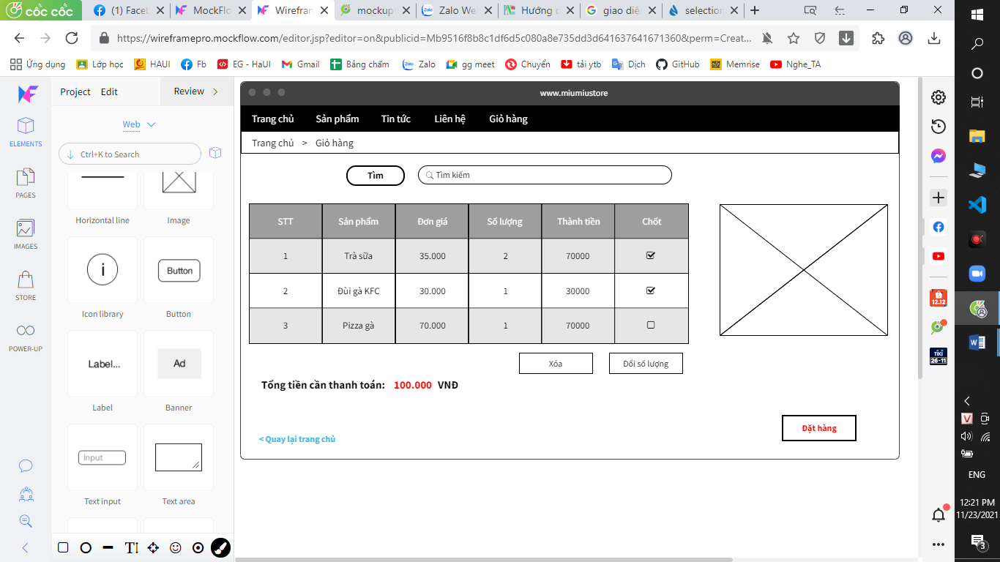 cốc cốc
(1) Faceb
MockFlo
Wirefram
mockup
Zalo We
Hương c
giao diệ
selection
https://wireframepro.mockflow.com/editor.jsp?editor=on&publicid=Mb9516f8b8c1df6d5c080a8e735dd3d641637641671360&perm=Creat...
Ứng dụng
Lớp học
HAUI
Fb
EG - HaUI
Gmail
Bảng chấm
Zalo
gg meet
Chuyển
tải ytb
Dịch
GitHub
Memrise
Nghe_TA
Project
Edit
Review
Web
Ctrl+K to Search
ELEMENTS
PAGES
IMAGES
STORE
POWER-UP
Horizontal line
Image
Button
Icon library
Button
Label...
Ad
Label
Banner
Input
Text input
Text area
www.miumiustore
Trang chủ
Sản phẩm
Tin tức
Liên hệ
Giỏ hàng
Trang chủ > Giỏ hàng
Tìm
Tìm kiếm
STT Sản phẩm Đơn giá Số lượng Thành tiền Chốt
1 Trà sữa 35.000 2 70000
2 Đùi gà KFC 30.000 1 30000
3 Pizza gà 70.000 1 70000
Xóa
Đổi số lượng
Tổng tiền cần thanh toán: 100.000 VNĐ
Đặt hàng
< Quay lại trang chủ
12.12
TIKI
26-11
ENG
12:21 PM
11/23/2021
3